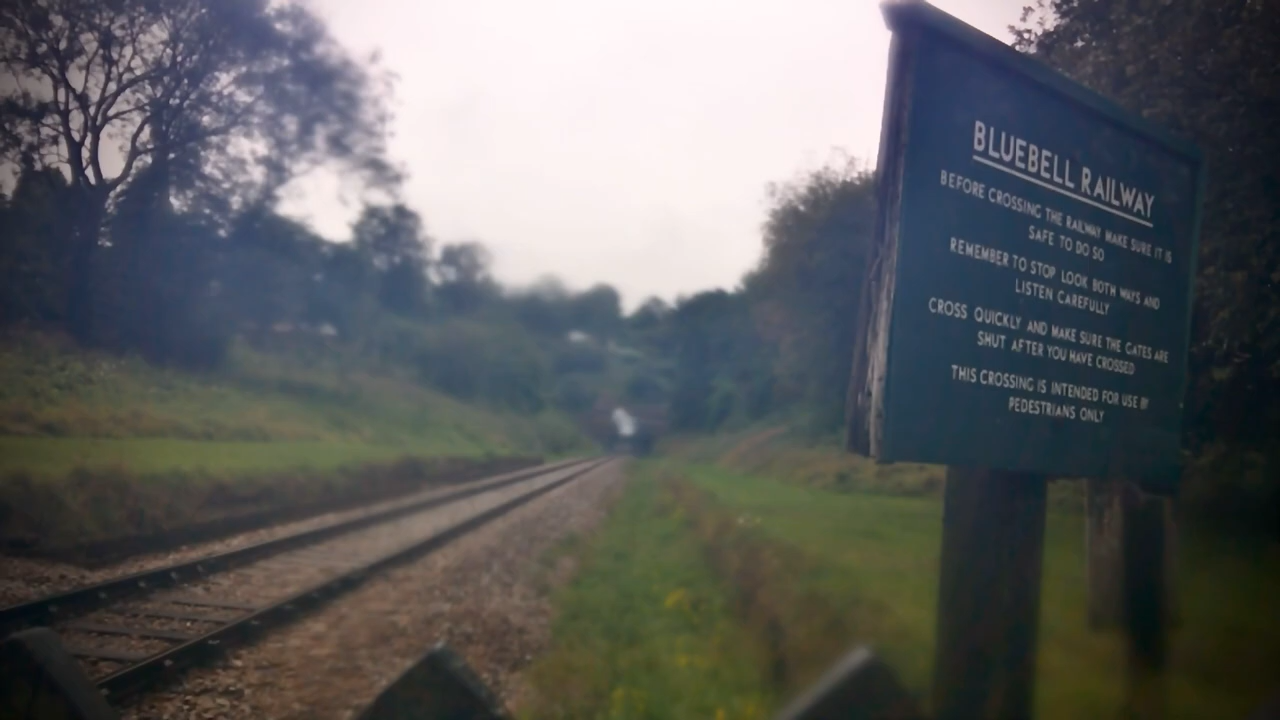 BLUEBELL RAILWAY
BEFORE CROSSING THE RAILWAY MAKE SURE IT IS
SAFE TO DO SO
REMEMBER TO STOP LOOK BOTH WAYS AND
LISTEN CAREFULLY
CROSS QUICKLY AND MAKE SURE THE GATES ARE
SHUT AFTER YOU HAVE CROSSED
THIS CROSSING IS INTENDED FOR USE BY
PEDESTRIANS ONLY